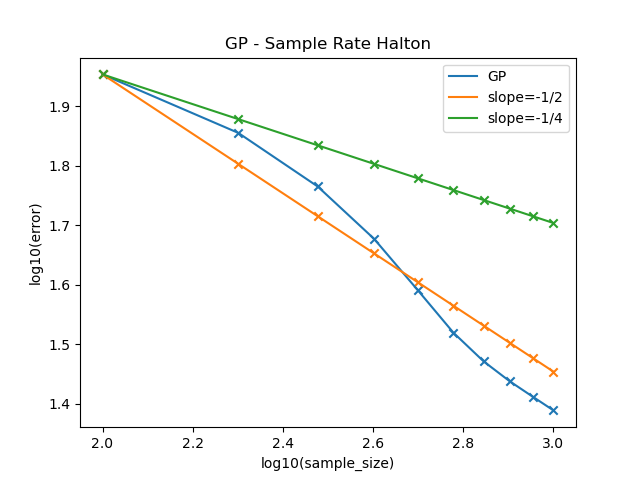 GP - Sample Rate Halton
GP
slope=-1/2
slope=-1/4
log10(error)
1.9
1.8
1.7
1.6
1.5
1.4
2.0 2.2 2.4 2.6 2.8 3.0
log10(sample_size)